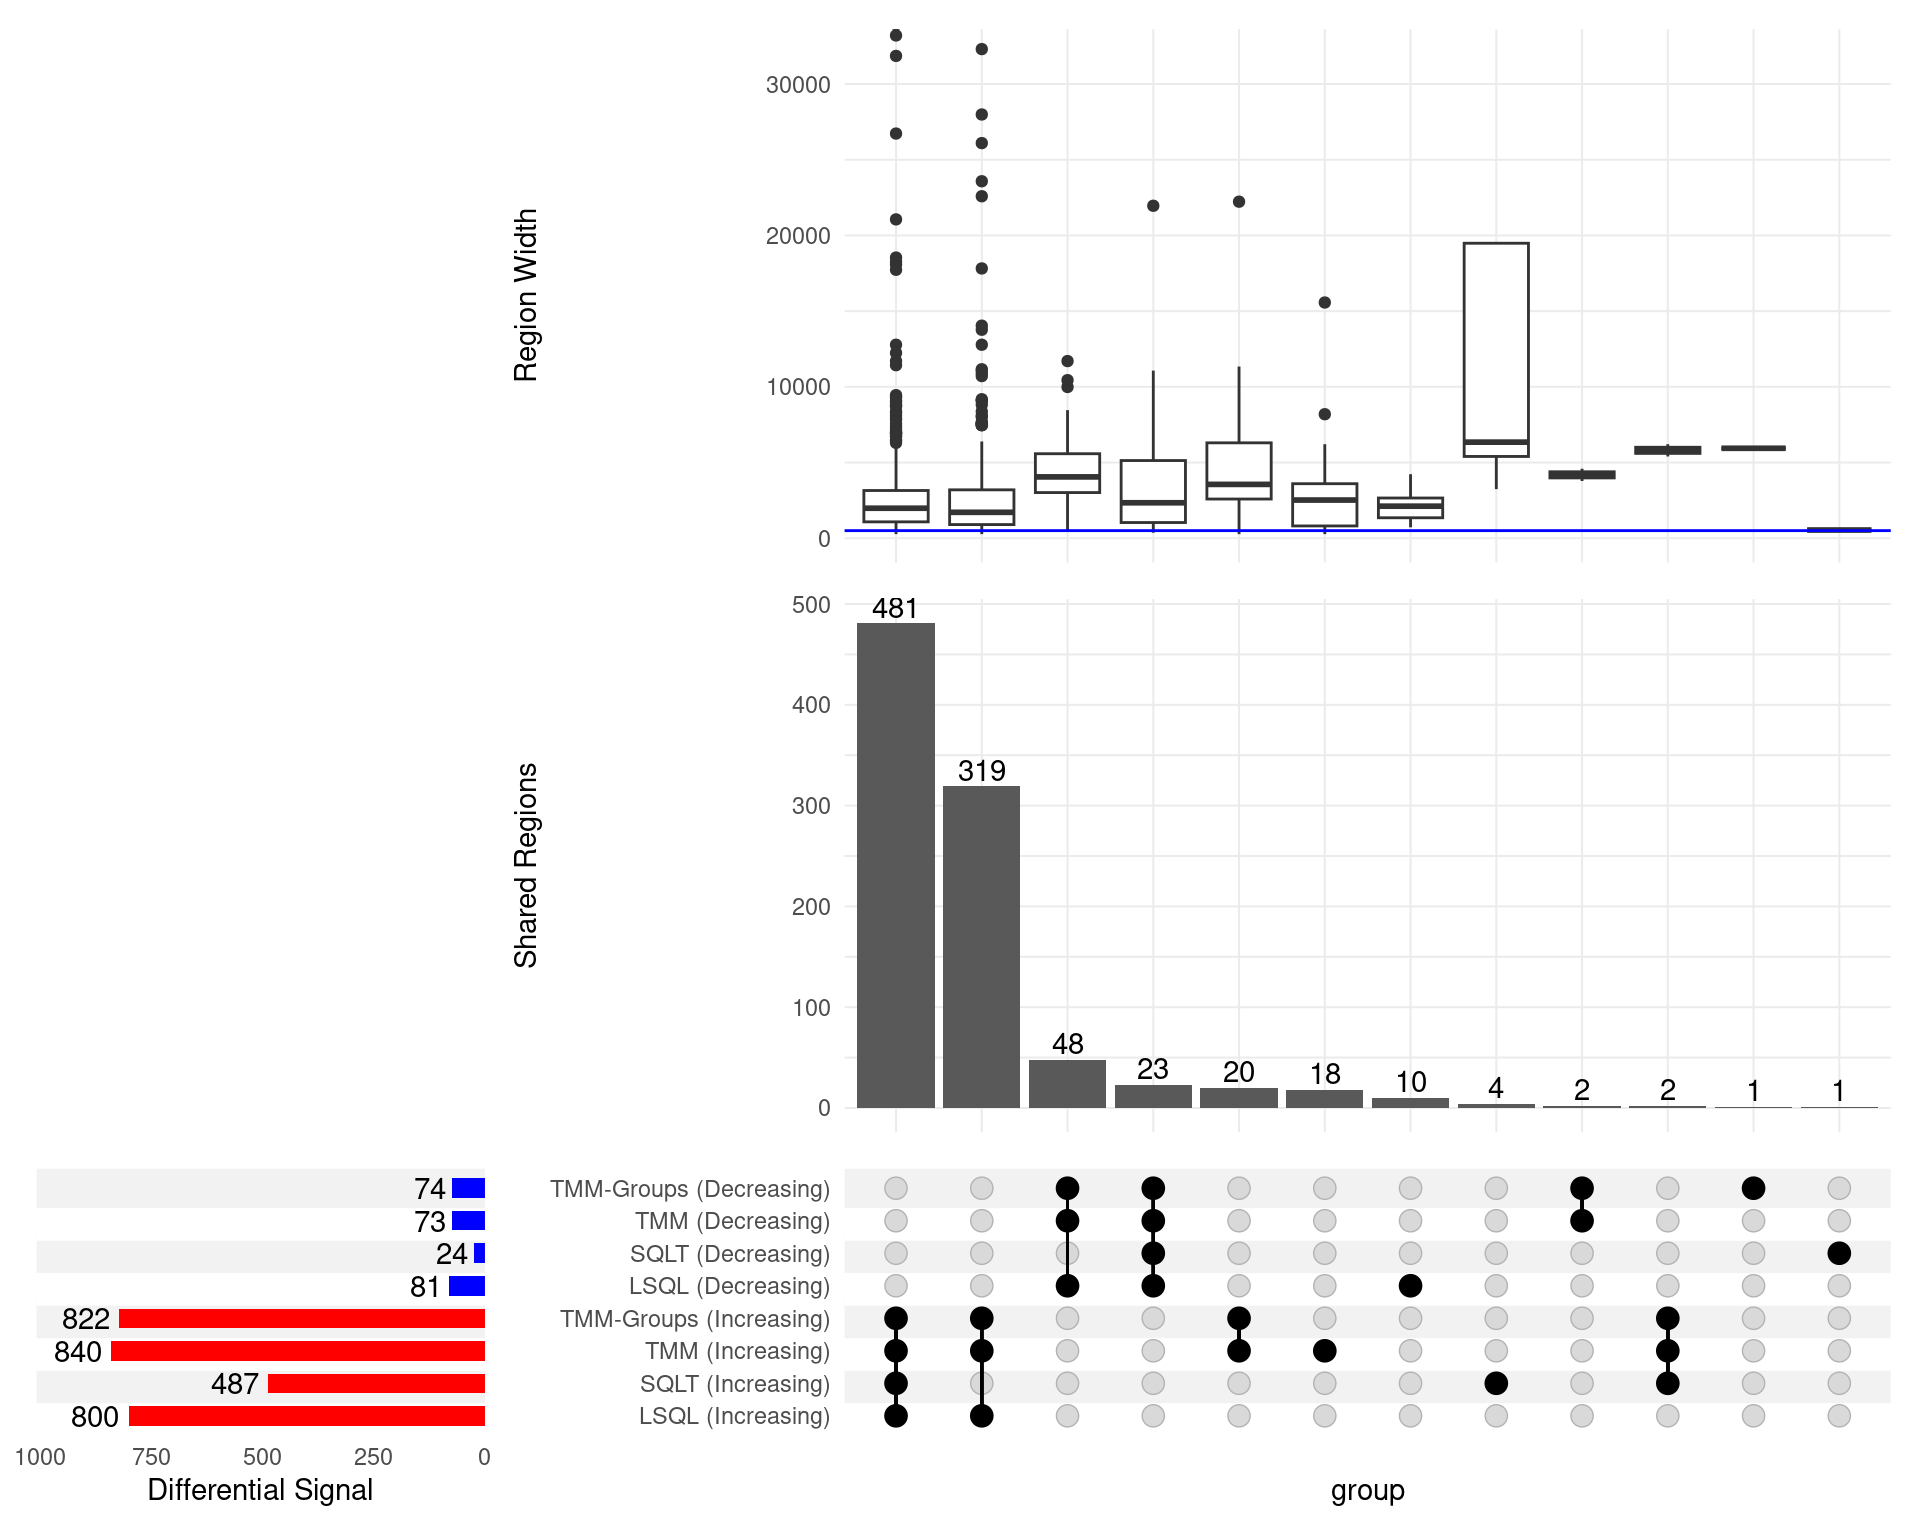 Region Width
30000
20000
10000
0
Shared Regions
500
400
300
200
100
0
481
319
48
23
20
18
10
4
2
2
1
1
74
TMM-Groups (Decreasing)
73
TMM (Decreasing)
24
SQLT (Decreasing)
81
LSQL (Decreasing)
822
TMM-Groups (Increasing)
840
TMM (Increasing)
487
SQLT (Increasing)
800
LSQL (Increasing)
1000 750 500 250 0
Differential Signal
group